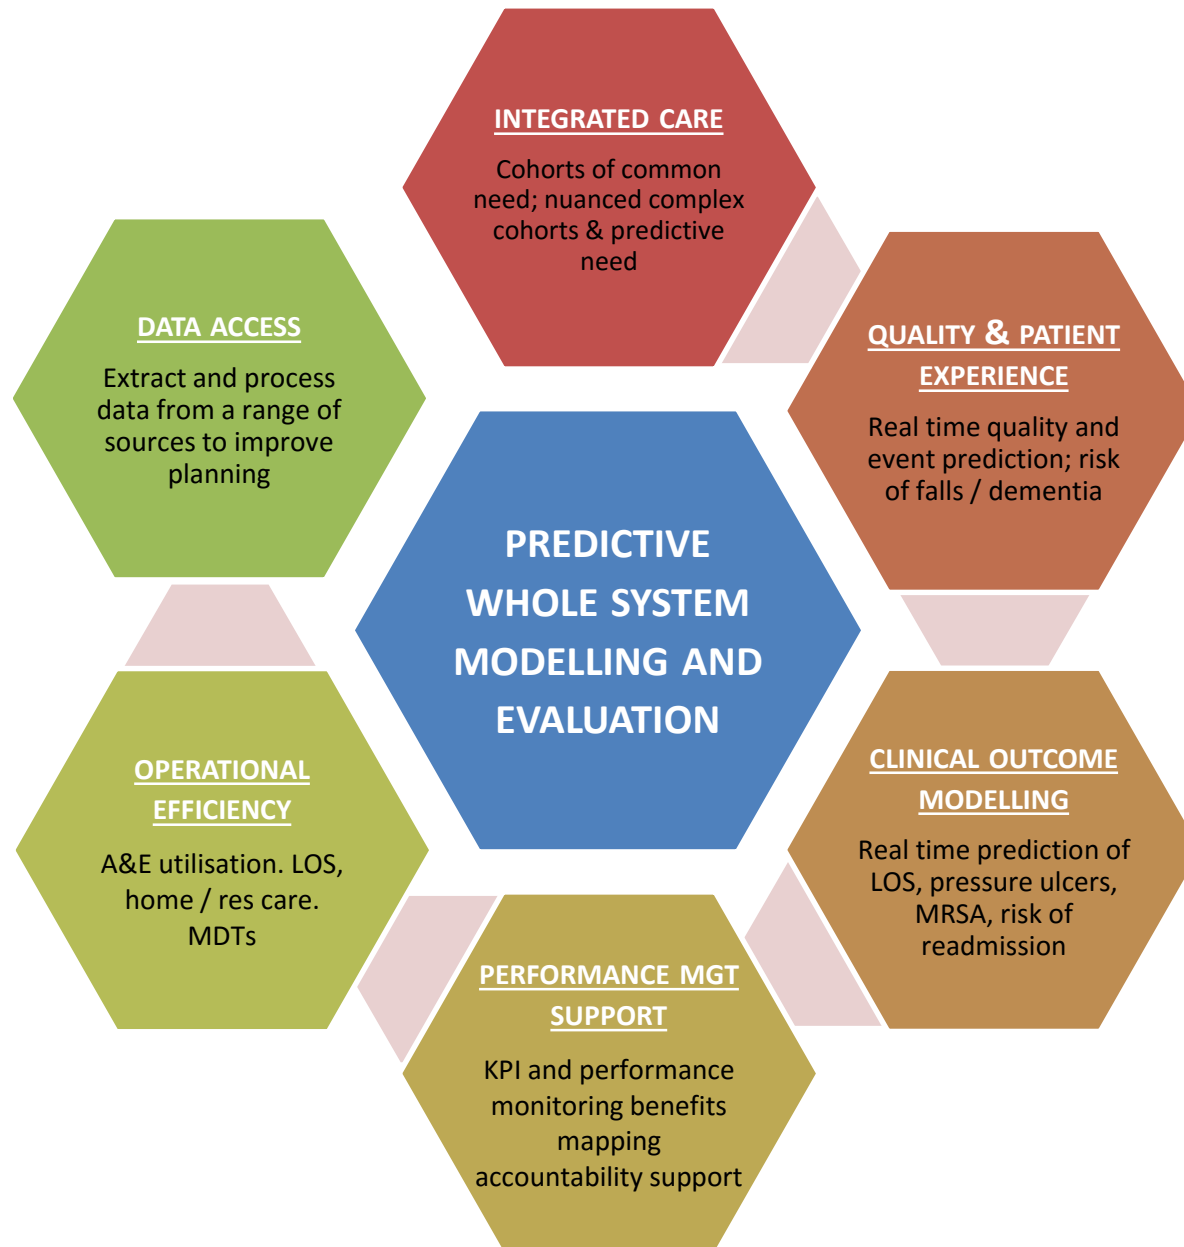 INTEGRATED CARE
Cohorts of common
need; nuanced complex
cohorts & predictive
need
QUALITY & PATIENT
EXPERIENCE
Real time quality and
event prediction; risk
of falls / dementia
CLINICAL OUTCOME
MODELLING
Real time prediction of
LOS, pressure ulcers,
MRSA, risk of
readmission
PERFORMANCE MGT
SUPPORT
KPI and performance
monitoring benefits
mapping
accountability support
OPERATIONAL
EFFICIENCY
A&E utilisation. LOS,
home / res care.
MDTs
DATA ACCESS
Extract and process
data from a range of
sources to improve
planning
PREDICTIVE
WHOLE SYSTEM
MODELLING AND
EVALUATION